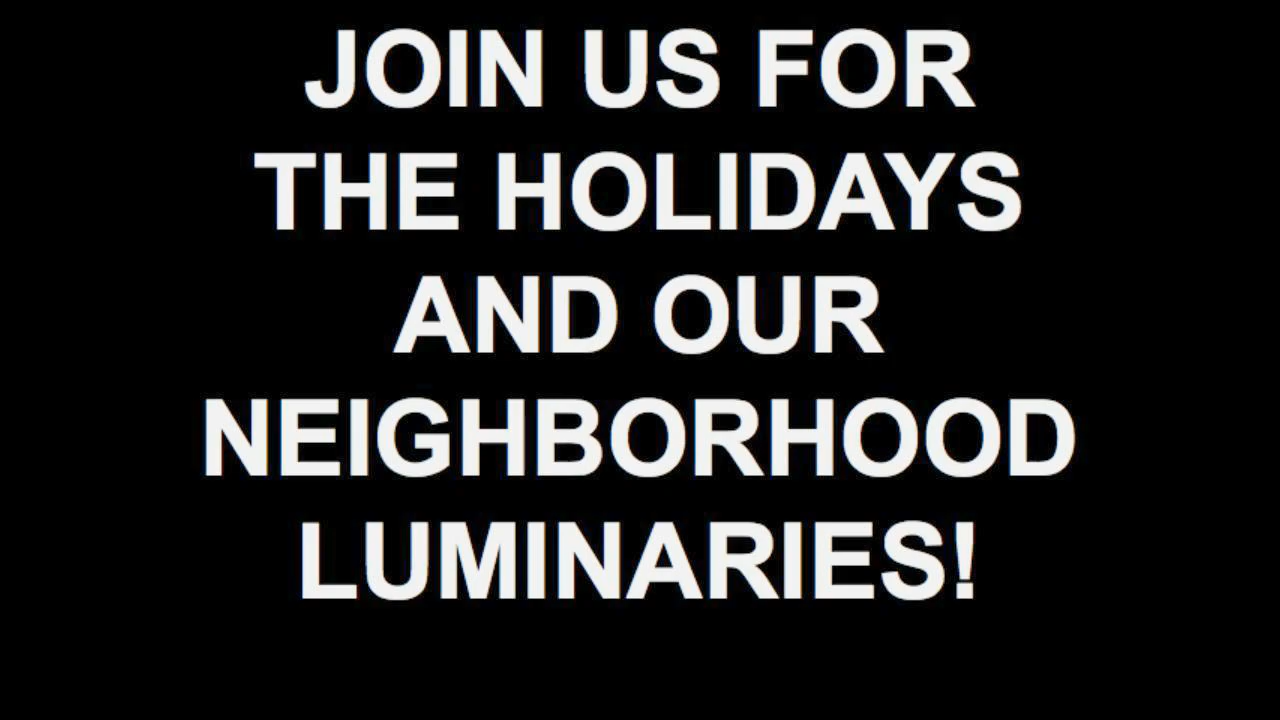 JOIN US FOR
THE HOLIDAYS
AND OUR
NEIGHBORHOOD
LUMINARIES!